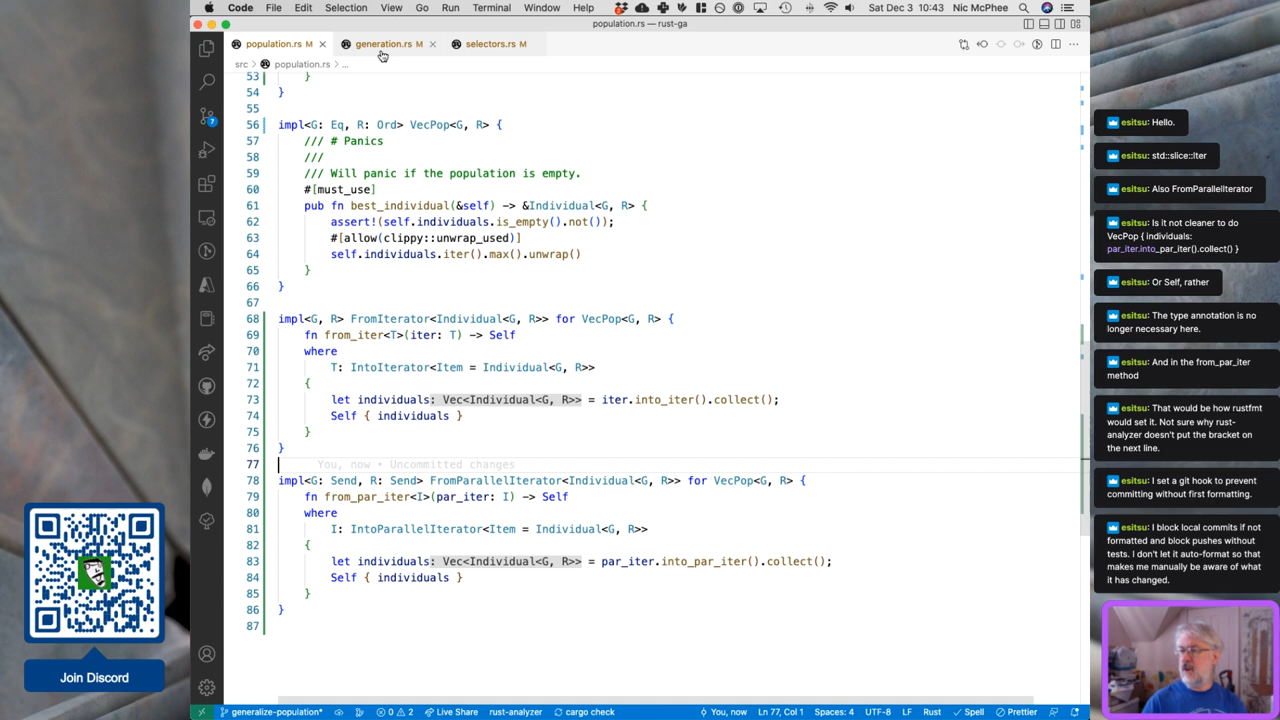 Code File Edit Selection View Go Run Terminal Window Help Sat Dec 3 10:43 Nic McPhee
population.rs — rust-ga
population.rs M generation.rs M selectors.rs M
src > population.rs > ...
53 }
54 }
55
56 impl<G: Eq, R: Ord> VecPop<G, R> {
57 /// # Panics
58 ///
59 /// Will panic if the population is empty.
60 #[must_use]
61 pub fn best_individual(&self) -> &Individual<G, R> {
62 assert!(self.individuals.is_empty().not());
63 #[allow(clippy::unwrap_used)]
64 self.individuals.iter().max().unwrap()
65 }
66 }
67
68 impl<G, R> FromIterator<Individual<G, R>> for VecPop<G, R> {
69 fn from_iter<T>(iter: T) -> Self
70 where
71 T: IntoIterator<Item = Individual<G, R>>
72 {
73 let individuals: Vec<Individual<G, R>> = iter.into_iter().collect();
74 Self { individuals }
75 }
76 }
77 You, now • Uncommitted changes
78 impl<G: Send, R: Send> FromParallelIterator<Individual<G, R>> for VecPop<G, R> {
79 fn from_par_iter<I>(par_iter: I) -> Self
80 where
81 I: IntoParallelIterator<Item = Individual<G, R>>
82 {
83 let individuals: Vec<Individual<G, R>> = par_iter.into_par_iter().collect();
84 Self { individuals }
85 }
86 }
87
7
generalize-population* 0 2 Live Share rust-analyzer cargo check You, now Ln 77, Col 1 Spaces: 4 UTF-8 LF Rust Spell Prettier
Join Discord
esitsu: Hello.
esitsu: std::slice::Iter
esitsu: Also FromParallelIterator
esitsu: Is it not cleaner to do
VecPop { individuals:
par_iter.into_par_iter().collect() }
esitsu: Or Self, rather
esitsu: The type annotation is
no longer necessary here.
esitsu: And in the from_par_iter
method
esitsu: That would be how rustfmt
would set it. Not sure why rust-
analyzer doesn't put the bracket on
the next line.
esitsu: I set a git hook to prevent
committing without first formatting.
esitsu: I block local commits if not
formatted and block pushes without
tests. I don't let it auto-format so that
makes me manually be aware of what
it has changed.